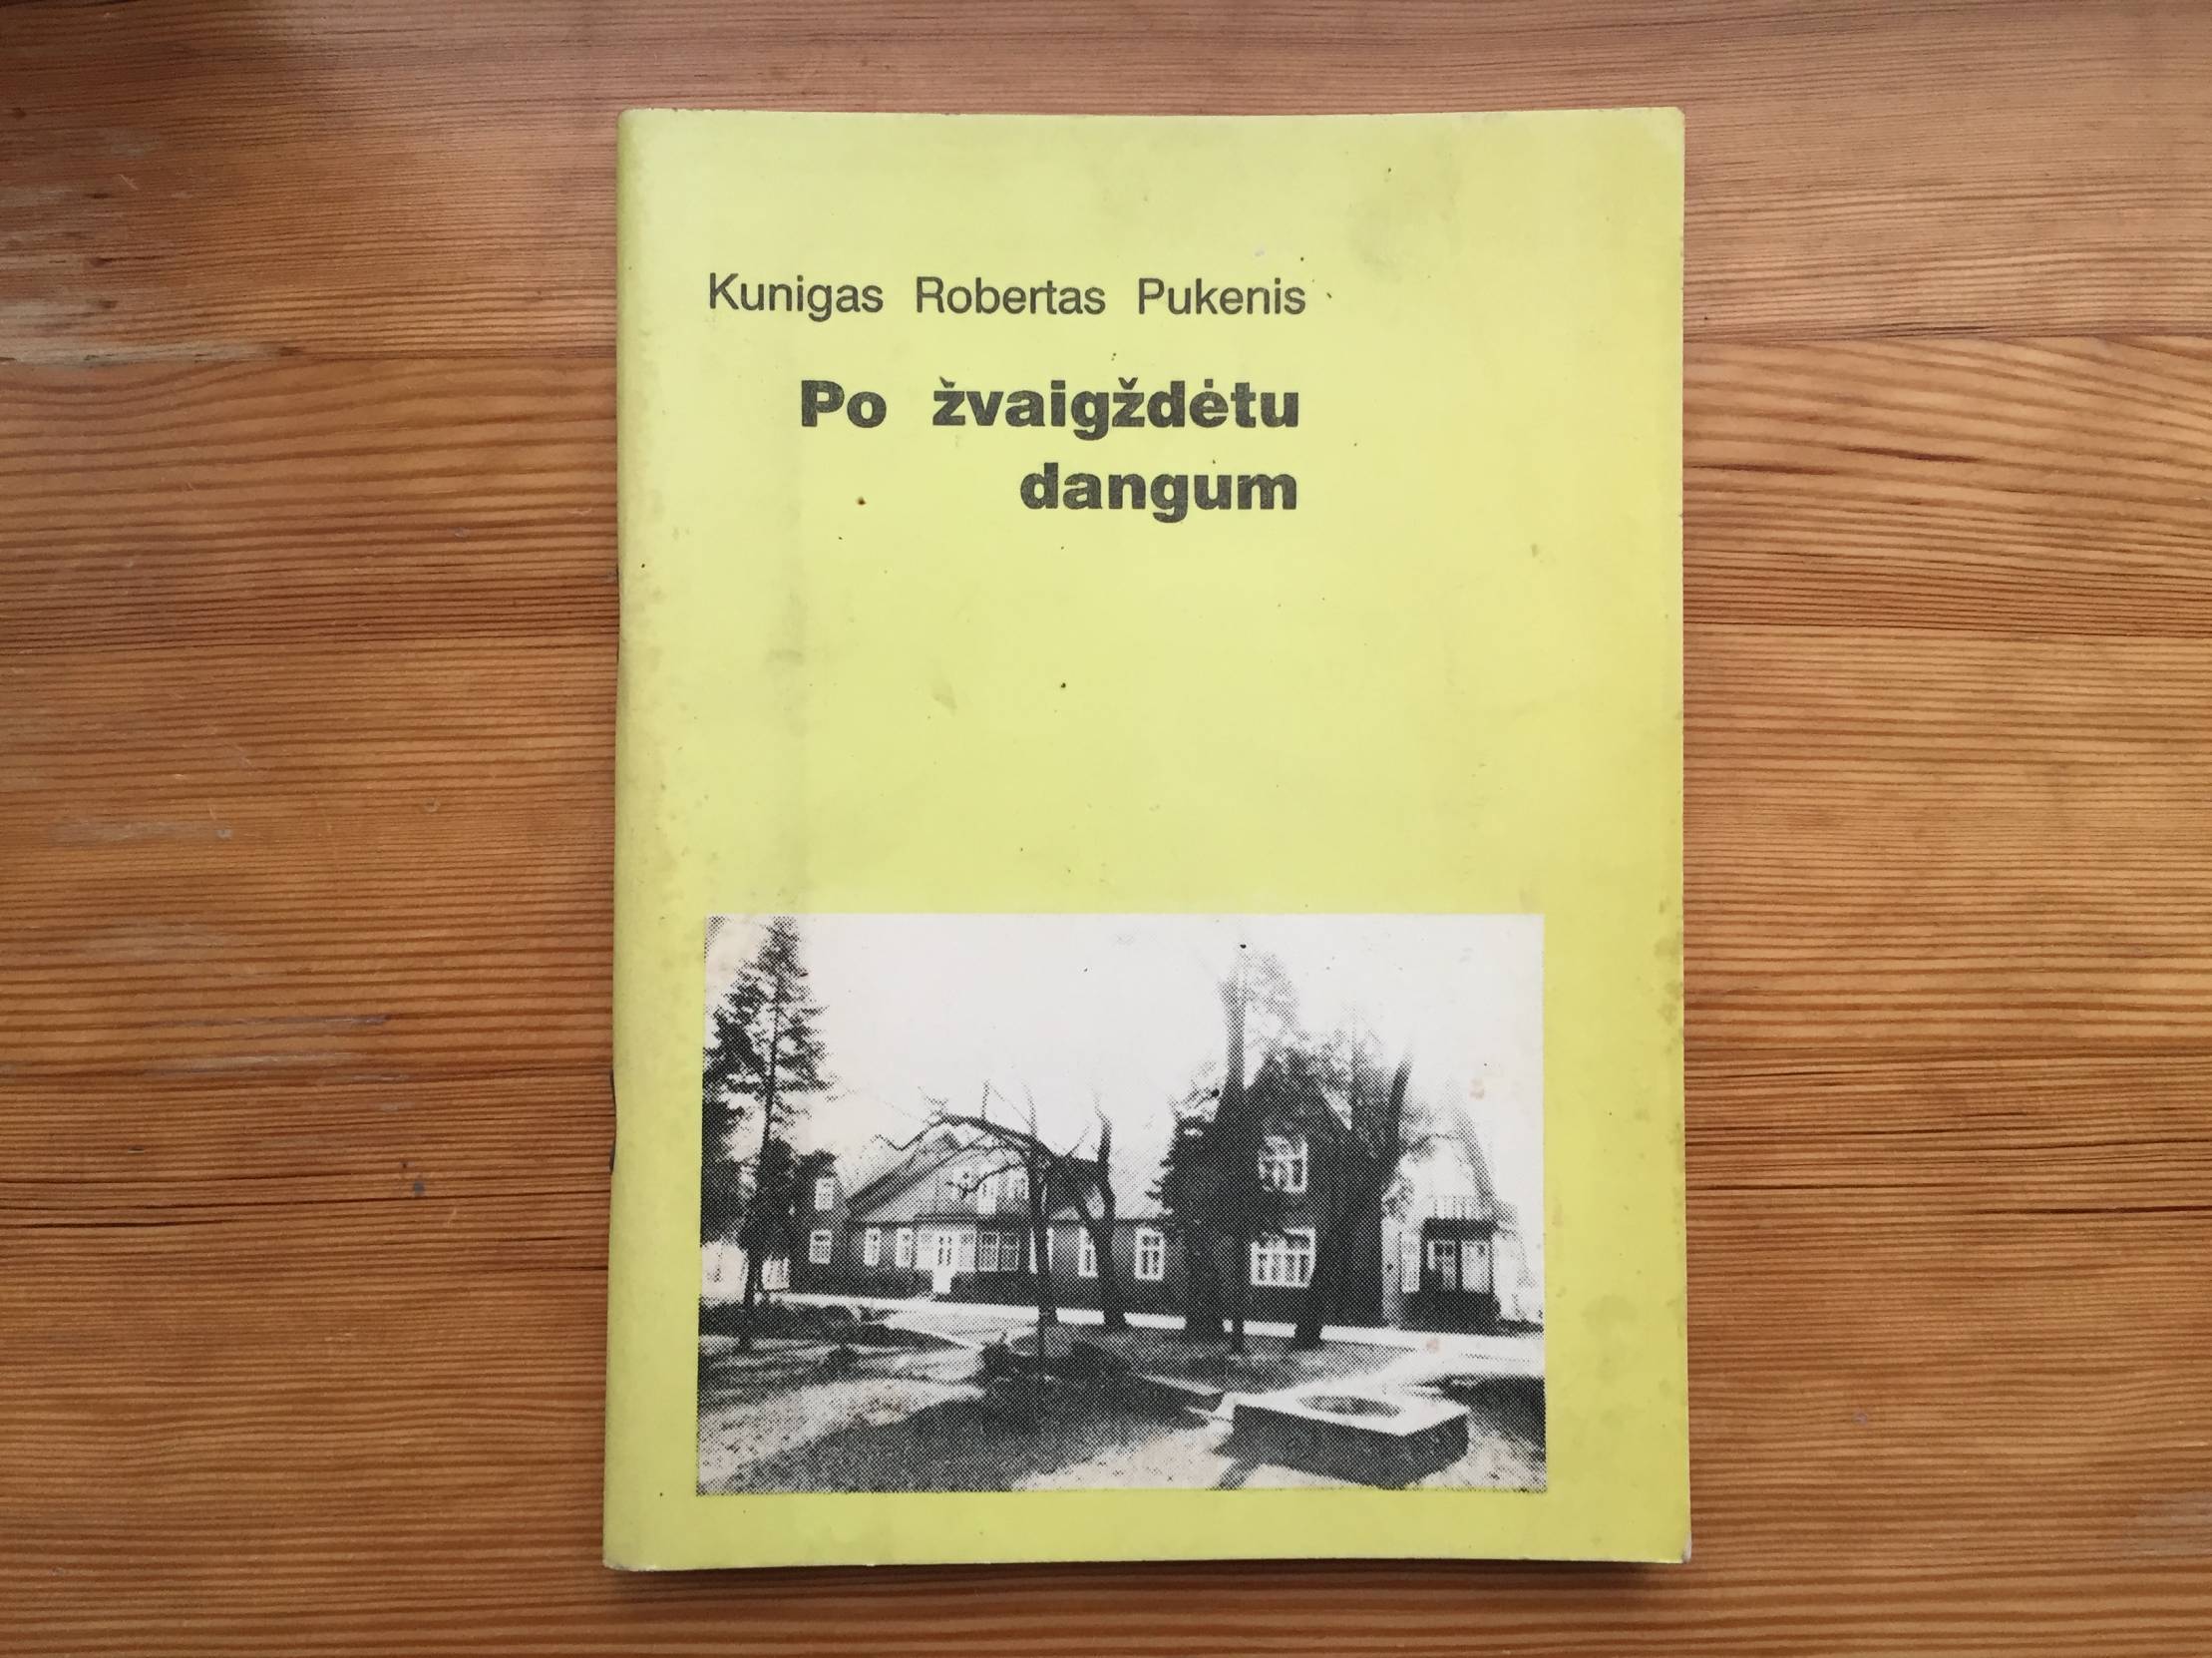 Kunigas Robertas Pukenis
Po žvaigždėtu
dangum